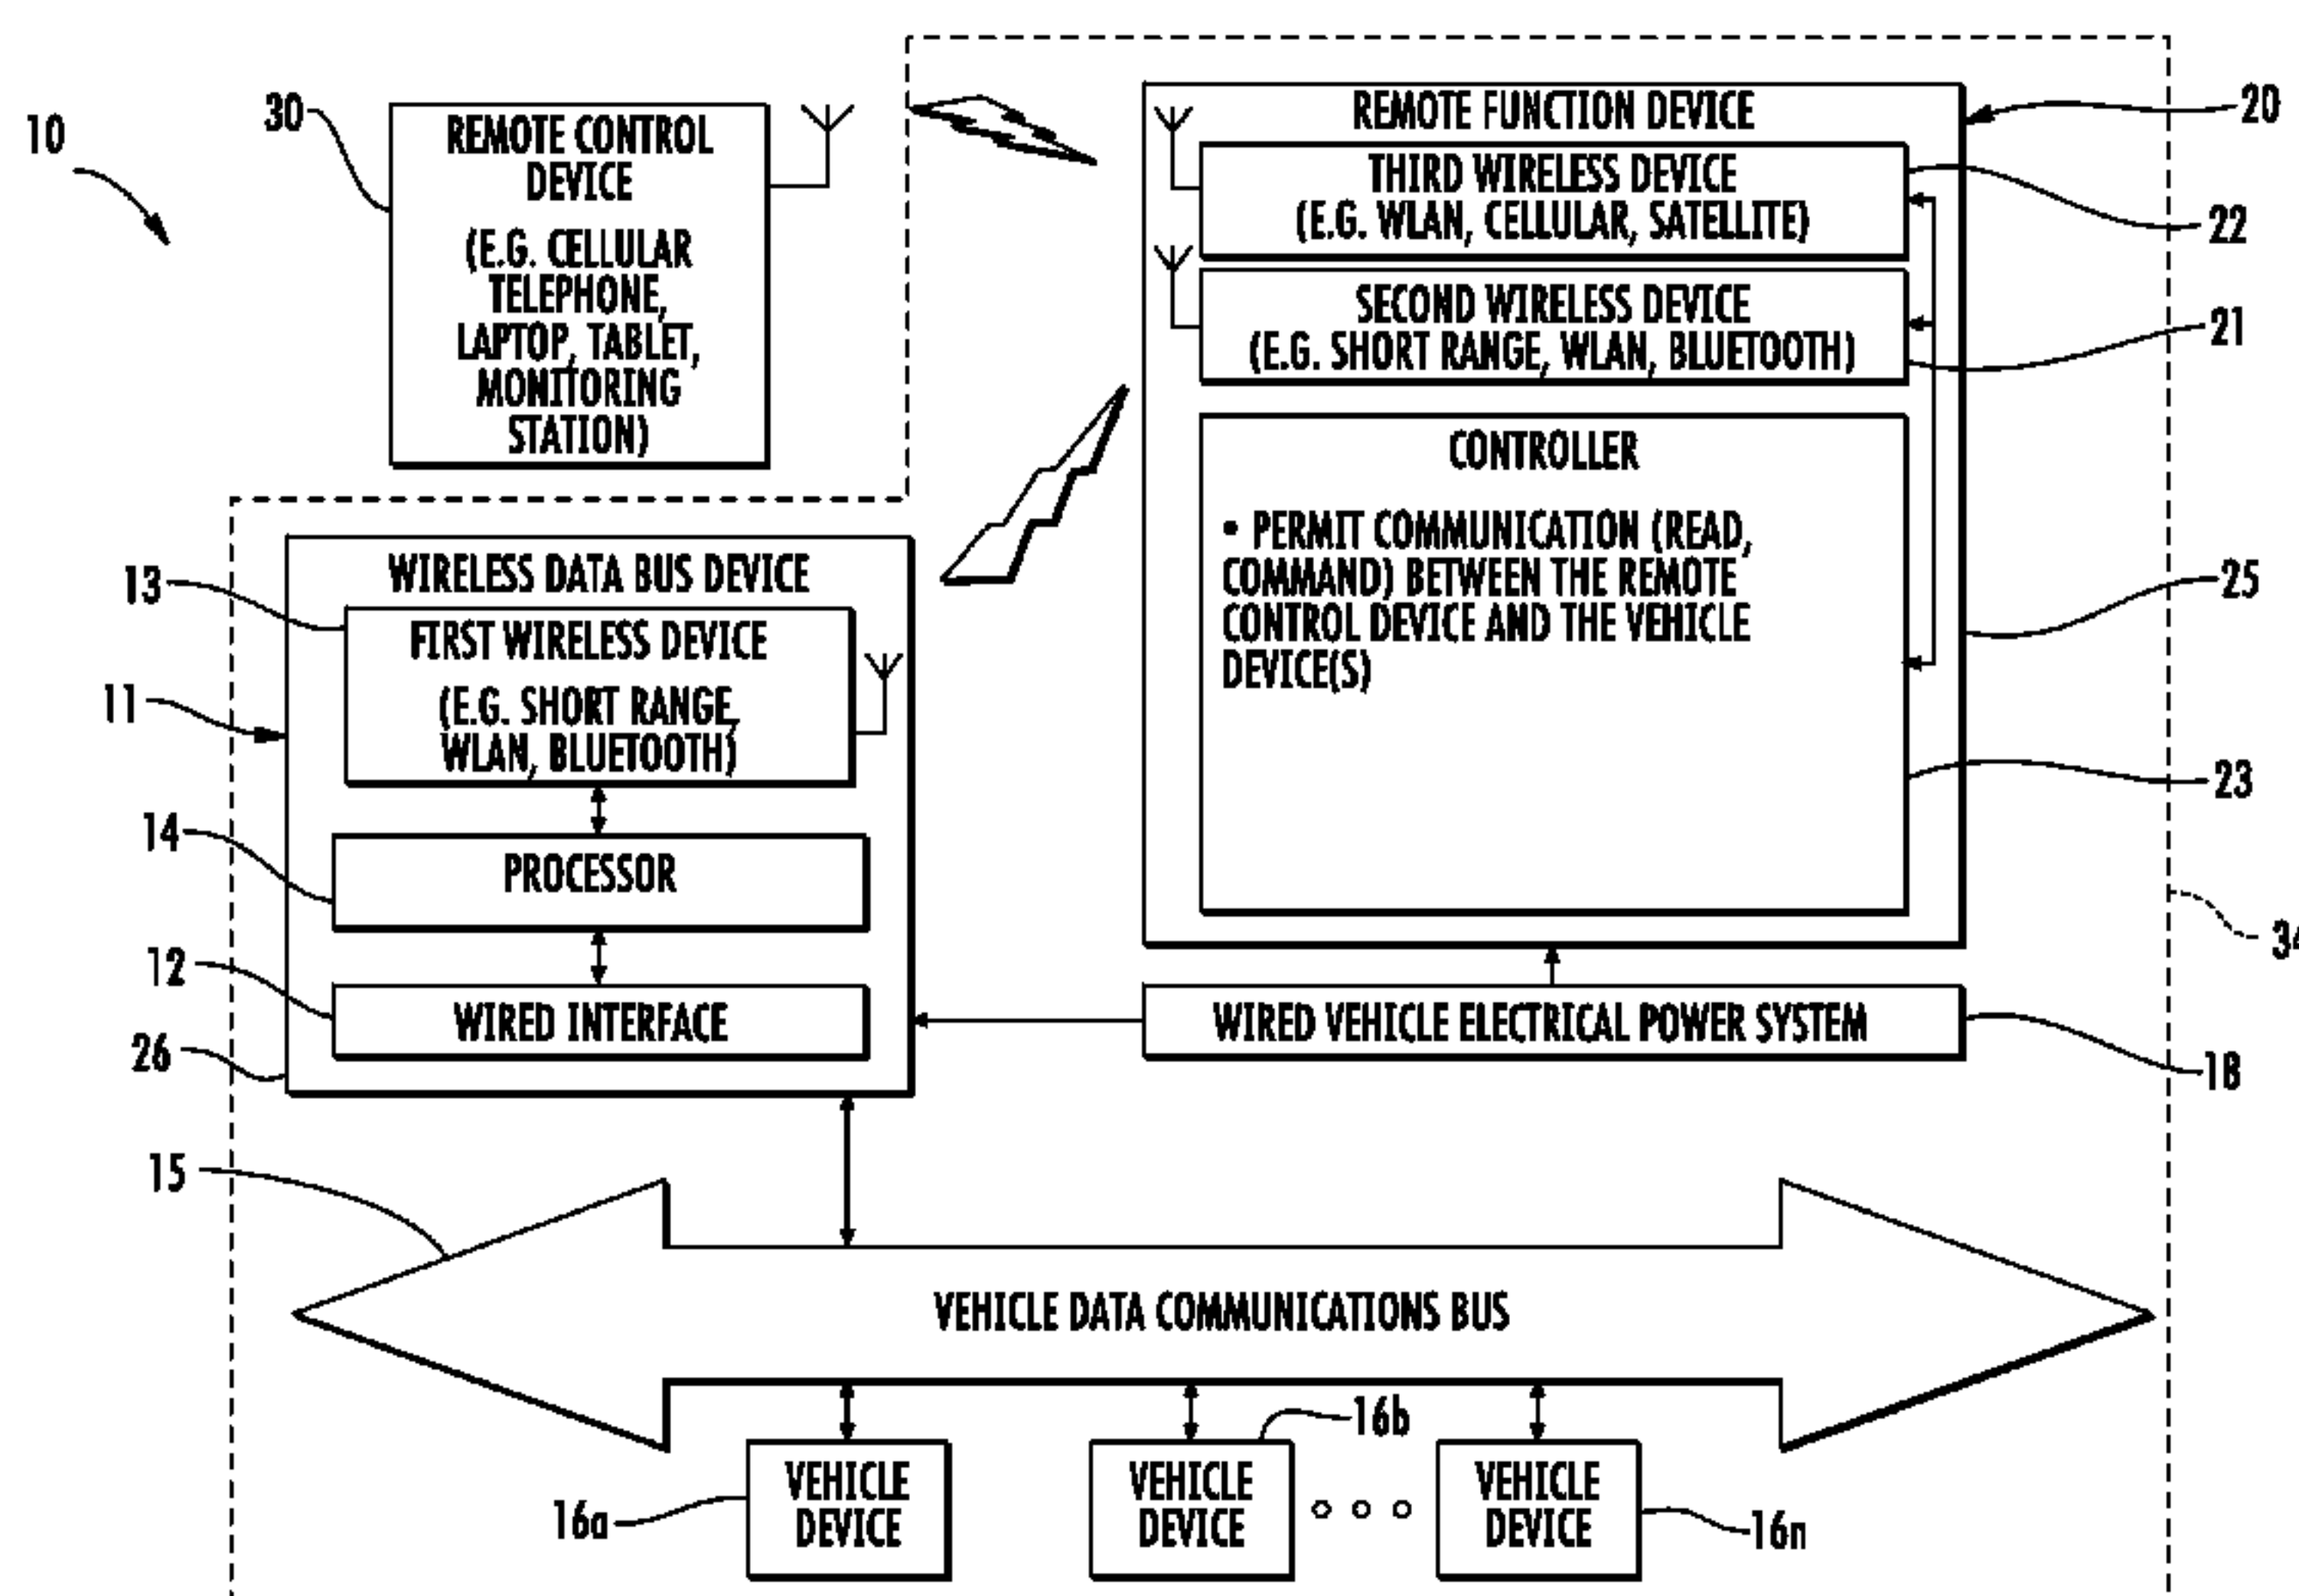 10
30
REMOTE CONTROL
DEVICE
(E.G. CELLULAR
TELEPHONE,
LAPTOP, TABLET,
MONITORING
STATION)
REMOTE FUNCTION DEVICE
20
THIRD WIRELESS DEVICE
(E.G. WLAN, CELLULAR, SATELLITE)
22
SECOND WIRELESS DEVICE
(E.G. SHORT RANGE, WLAN, BLUETOOTH)
21
CONTROLLER
• PERMIT COMMUNICATION (READ,
COMMAND) BETWEEN THE REMOTE
CONTROL DEVICE AND THE VEHICLE
DEVICE(S)
25
23
34
WIRELESS DATA BUS DEVICE
13
FIRST WIRELESS DEVICE
(E.G. SHORT RANGE,
WLAN, BLUETOOTH)
11
14
PROCESSOR
12
WIRED INTERFACE
26
WIRED VEHICLE ELECTRICAL POWER SYSTEM
18
15
VEHICLE DATA COMMUNICATIONS BUS
16a
VEHICLE
DEVICE
16b
VEHICLE
DEVICE
VEHICLE
DEVICE
16n